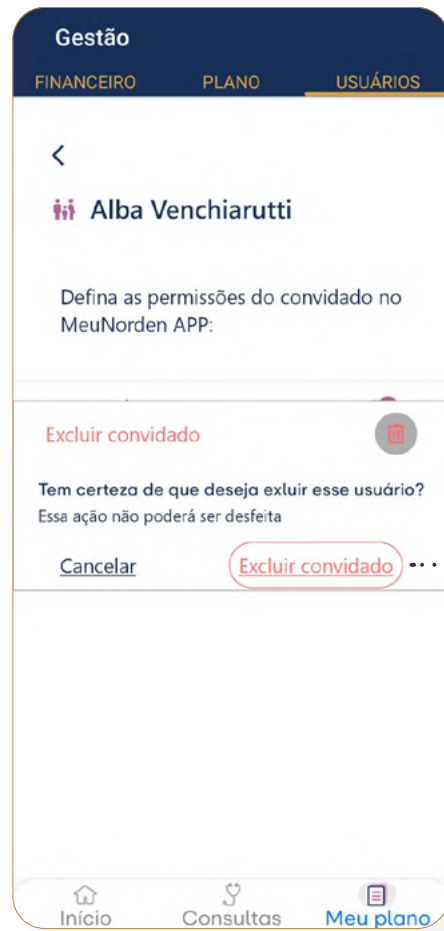 Gestão
FINANCEIRO PLANO USUÁRIOS
Alba Venchiarutti
Defina as permissões do convidado no
MeuNorden APP:
Excluir convidado
Tem certeza de que deseja exluir esse usuário?
Essa ação não poderá ser desfeita
Cancelar Excluir convidado
Início Consultas Meu plano